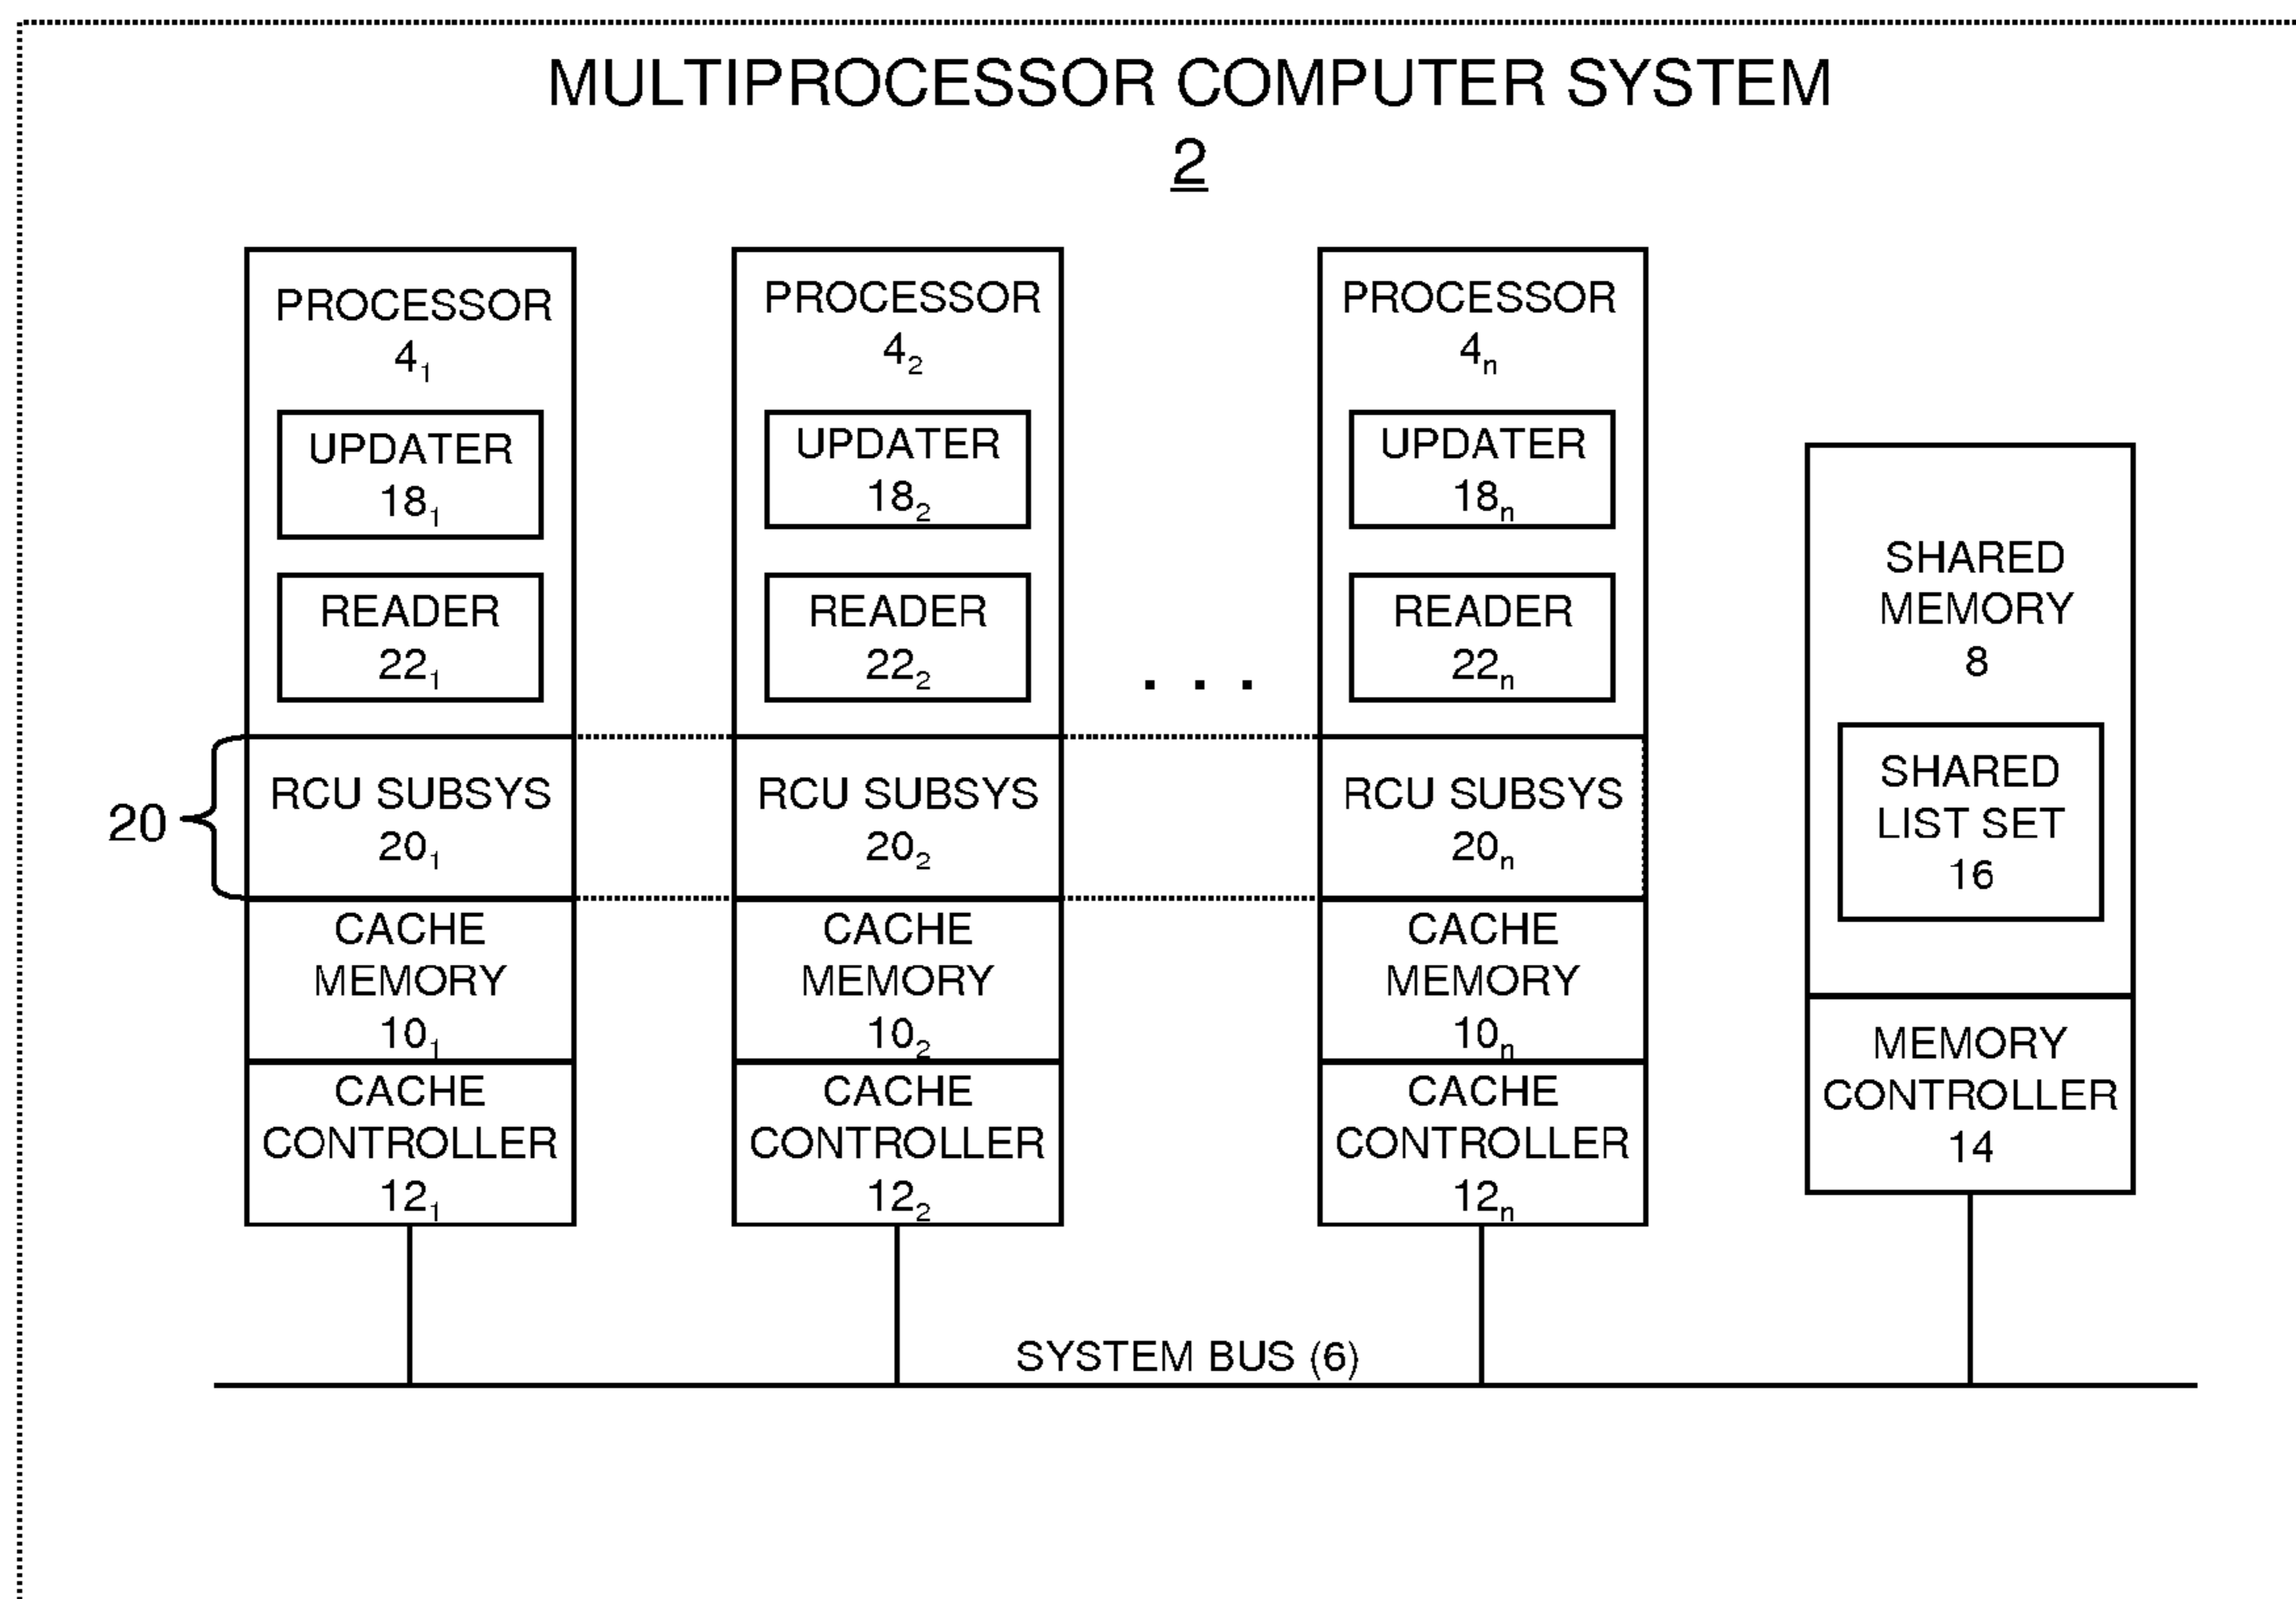 MULTIPROCESSOR COMPUTER SYSTEM
2
PROCESSOR
4₁
UPDATER
18₁
READER
22₁
RCU SUBSYS
20₁
CACHE
MEMORY
10₁
CACHE
CONTROLLER
12₁
PROCESSOR
4₂
UPDATER
18₂
READER
22₂
RCU SUBSYS
20₂
CACHE
MEMORY
10₂
CACHE
CONTROLLER
12₂
. . .
PROCESSOR
4ₙ
UPDATER
18ₙ
READER
22ₙ
RCU SUBSYS
20ₙ
CACHE
MEMORY
10ₙ
CACHE
CONTROLLER
12ₙ
SHARED
MEMORY
8
SHARED
LIST SET
16
MEMORY
CONTROLLER
14
20
SYSTEM BUS (6)